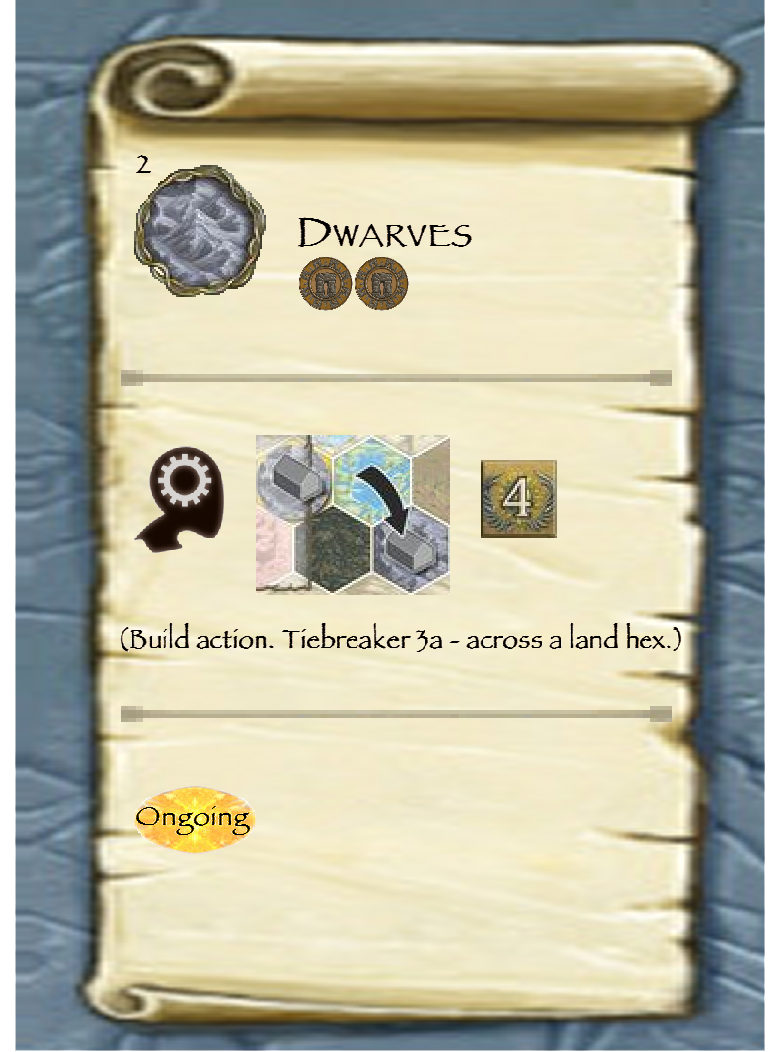 2
Dwarves
4
(Build action. Tiebreaker 3a - across a land hex.)
Ongoing